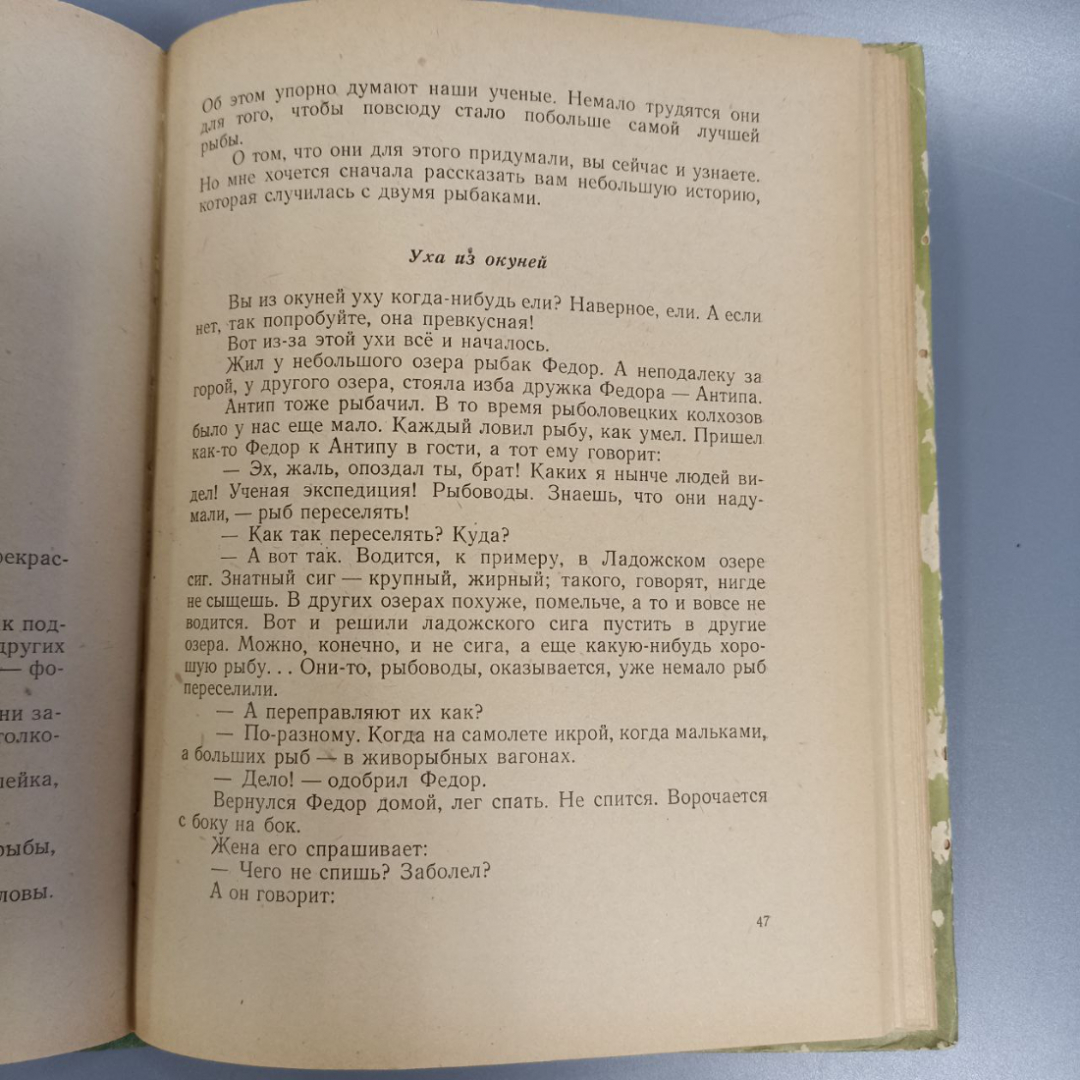 рекрас-
к под-
других
— фо-
ни за-
толко-
лейка,
рыбы,
ловы.
Об этом упорно думают наши ученые. Немало трудятся они
для того, чтобы повсюду стало побольше самой лучшей
рыбы.
О том, что они для этого придумали, вы сейчас и узнаете.
Но мне хочется сначала рассказать вам небольшую историю,
которая случилась с двумя рыбаками.
Уха из окуней
Вы из окуней уху когда-нибудь ели? Наверное, ели. А если
нет, так попробуйте, она превкусная!
Вот из-за этой ухи всё и началось.
Жил у небольшого озера рыбак Федор. А неподалеку за
горой, у другого озера, стояла изба дружка Федора — Антипа.
Антип тоже рыбачил. В то время рыболовецких колхозов
было у нас еще мало. Каждый ловил рыбу, как умел. Пришел
как-то Федор к Антипу в гости, а тот ему говорит:
— Эх, жаль, опоздал ты, брат! Каких я нынче людей ви-
дел! Ученая экспедиция! Рыбоводы. Знаешь, что они наду-
мали, — рыб переселять!
— Как так переселять? Куда?
— А вот так. Водится, к примеру, в Ладожском озере
сиг. Знатный сиг — крупный, жирный; такого, говорят, нигде
не сыщешь. В других озерах похуже, помельче, а то и вовсе не
водится. Вот и решили ладожского сига пустить в другие
озера. Можно, конечно, и не сига, а еще какую-нибудь хоро-
шую рыбу... Они-то, рыбоводы, оказывается, уже немало рыб
переселили.
— А переправляют их как?
— По-разному. Когда на самолете икрой, когда мальками,
а больших рыб — в живорыбных вагонах.
— Дело! — одобрил Федор.
Вернулся Федор домой, лег спать. Не спится. Ворочается
с боку на бок.
Жена его спрашивает:
— Чего не спишь? Заболел?
А он говорит:
47